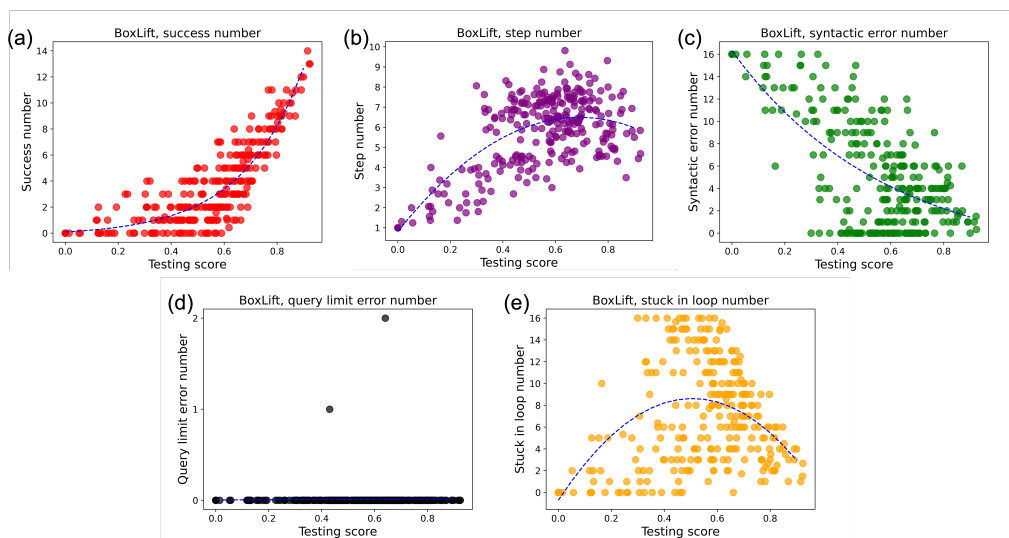 (a)
BoxLift, success number
Success number
14
12
10
8
6
4
2
0
0.0 0.2 0.4 0.6 0.8
Testing score
(b)
BoxLift, step number
Step number
10
9
8
7
6
5
4
3
2
1
0.0 0.2 0.4 0.6 0.8
Testing score
(c)
BoxLift, syntactic error number
Syntactic error number
16
14
12
10
8
6
4
2
0
0.0 0.2 0.4 0.6 0.8
Testing score
(d)
BoxLift, query limit error number
Query limit error number
2
1
0
0.0 0.2 0.4 0.6 0.8
Testing score
(e)
BoxLift, stuck in loop number
Stuck in loop number
16
14
12
10
8
6
4
2
0
0.0 0.2 0.4 0.6 0.8
Testing score